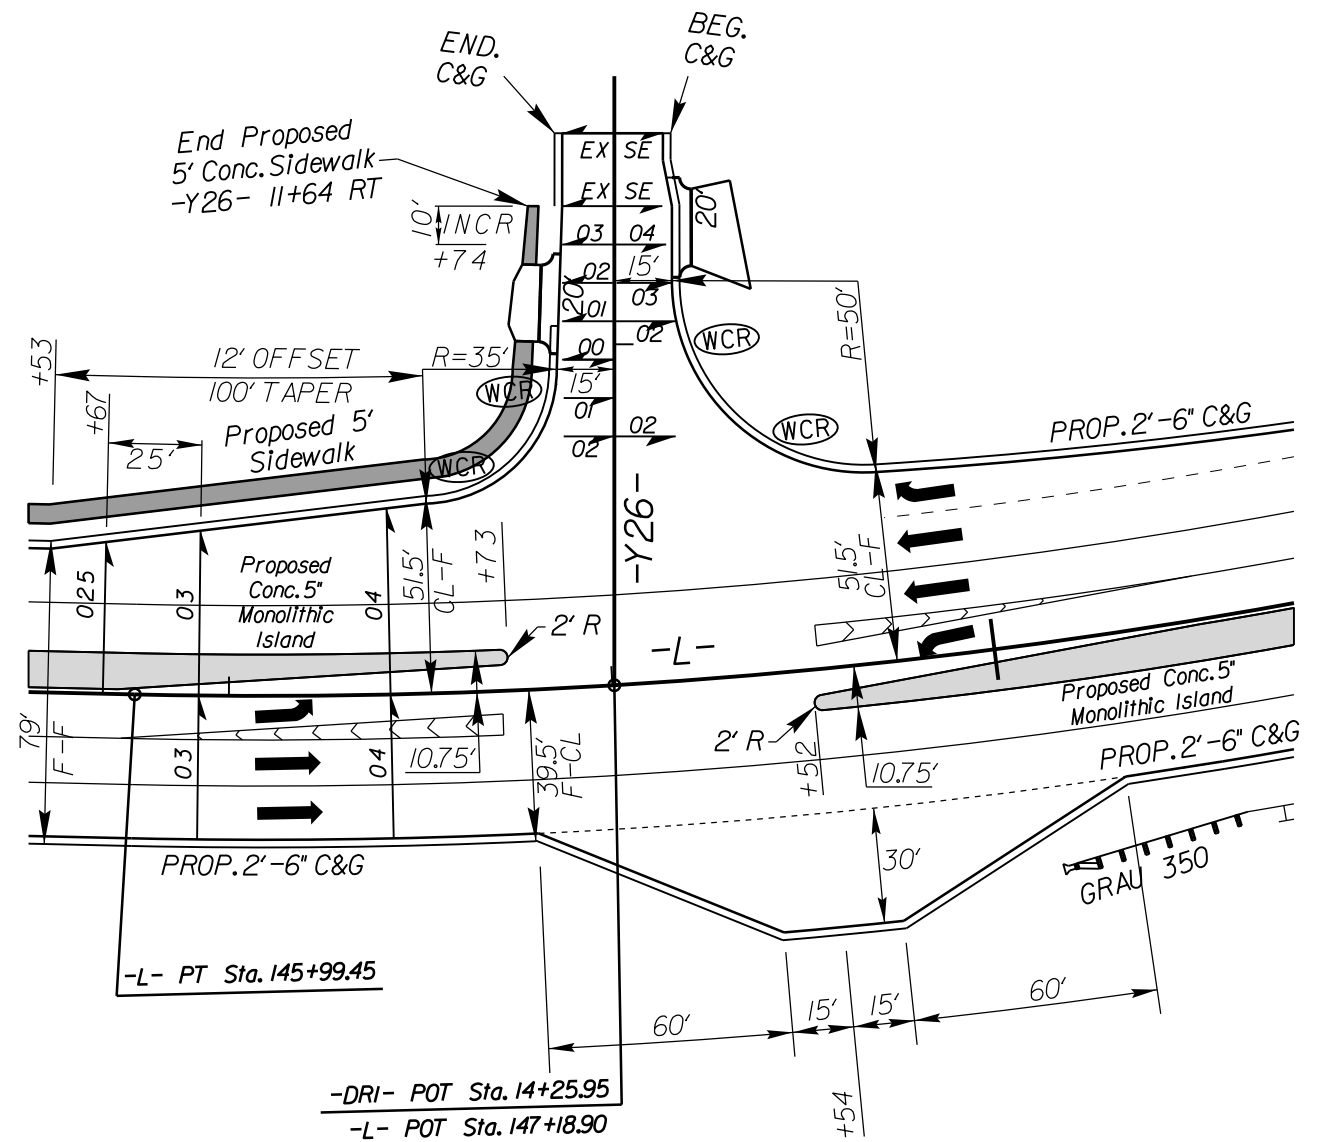 END.
C&G
BEG.
C&G
End Proposed
5' Conc. Sidewalk
-Y26- 11+64 RT
EX SE
EX SE
10'
INCR
+74
20'
03 04
02 15'
03
20'
01
02
00
WCR
R=50'
+53
12' OFFSET
100' TAPER
R=35'
WCR
15'
01
02
02
+67
25'
Proposed 5'
Sidewalk
WCR
WCR
PROP. 2'-6" C&G
-Y26-
025
03
Proposed
Conc. 5"
Monolithic
Island
04
51.5'
CL-F
+73
2' R
51.5'
CL-F
-L-
79'
F-F
03
04
10.75'
39.5'
F-CL
2' R
+52
10.75'
Proposed Conc. 5"
Monolithic Island
PROP. 2'-6" C&G
PROP. 2'-6" C&G
30'
GRAU 350
-L- PT Sta. 145+99.45
60'
15'
15'
60'
+54
-DR1- POT Sta. 14+25.95
-L- POT Sta. 147+18.90